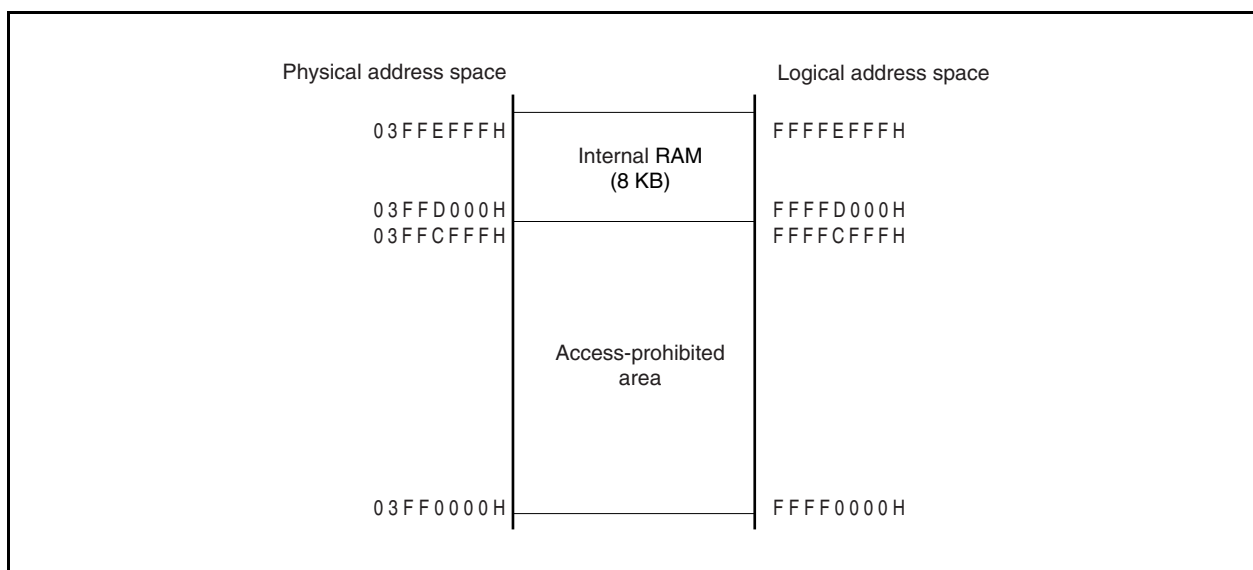 Physical address space
Logical address space
03FFEFFFH
FFFFEFFFH
Internal RAM
(8 KB)
03FFD000H
FFFFD000H
03FFCFFFH
FFFFCFFFH
Access-prohibited
area
03FF0000H
FFFF0000H